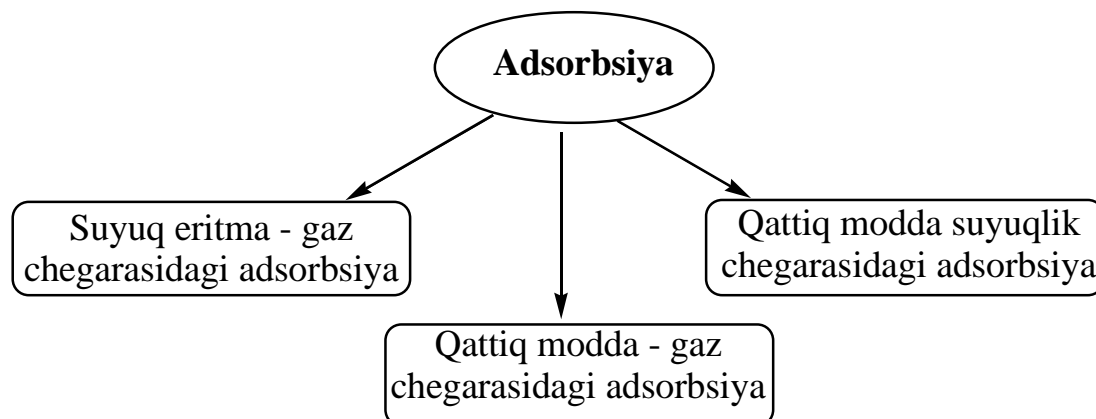 Adsorbsiya
Suyuq eritma - gaz
chegarasidagi adsorbsiya
Qattiq modda - gaz
chegarasidagi adsorbsiya
Qattiq modda suyuqlik
chegarasidagi adsorbsiya